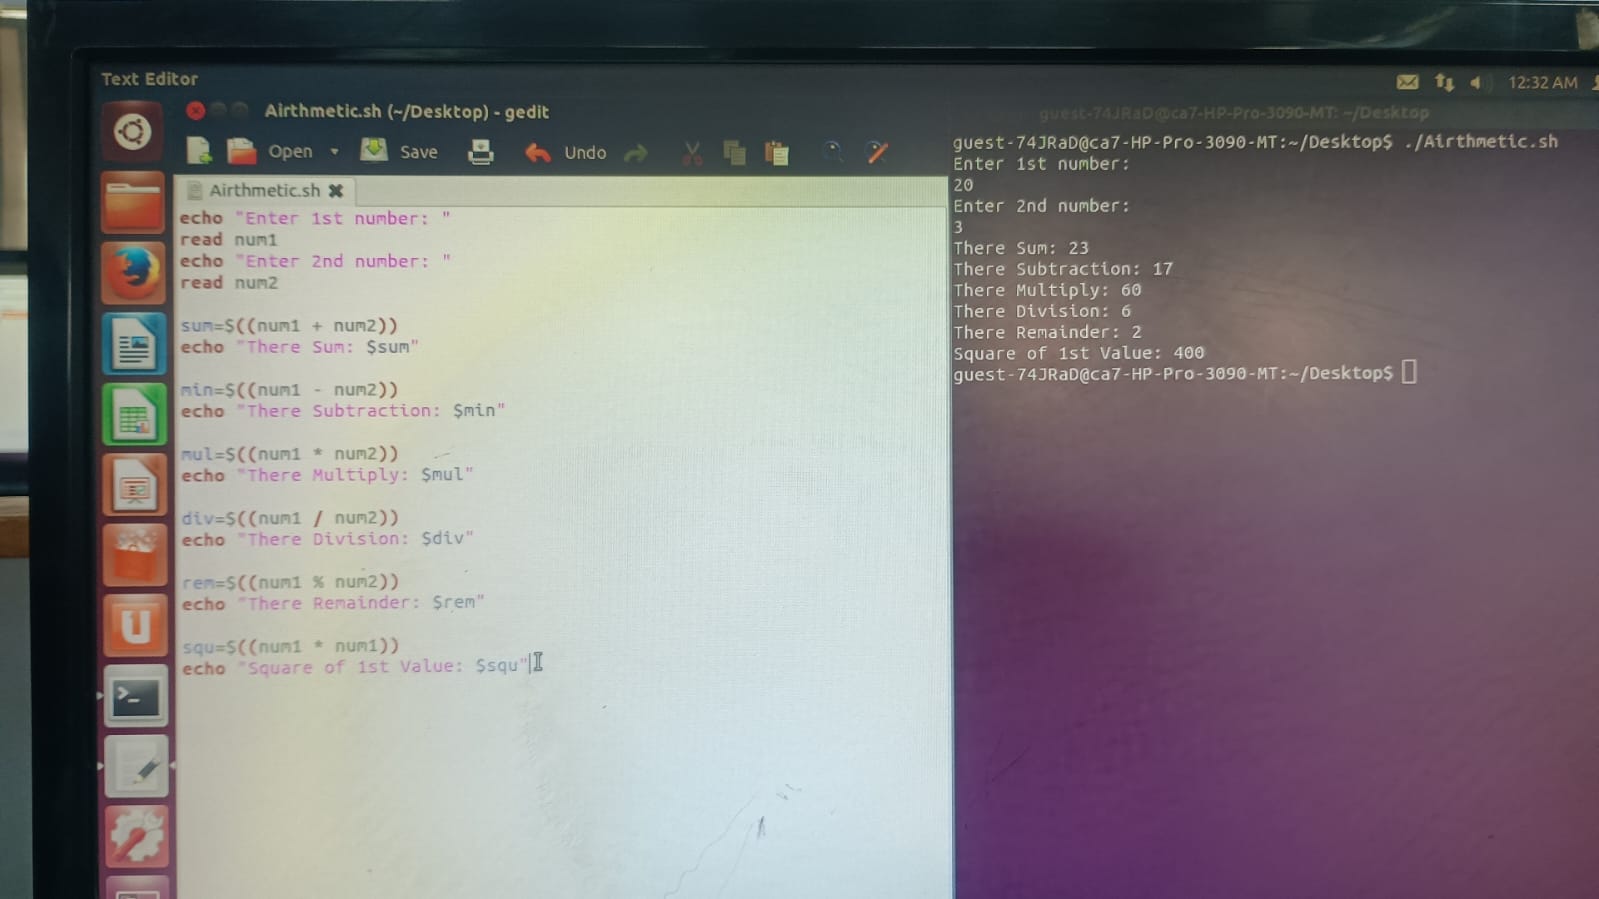 Text Editor
12:32 AM
Airthmetic.sh (~/Desktop) - gedit
Open Save Undo
Airthmetic.sh
echo "Enter 1st number: "
read num1
echo "Enter 2nd number: "
read num2
sum=$((num1 + num2))
echo "There Sum: $sum"
min=$((num1 - num2))
echo "There Subtraction: $min"
mul=$((num1 * num2))
echo "There Multiply: $mul"
div=$((num1 / num2))
echo "There Division: $div"
rem=$((num1 % num2))
echo "There Remainder: $rem"
squ=$((num1 * num1))
echo "Square of 1st Value: $squ"
guest-74JRaD@ca7-HP-Pro-3090-MT: ~/Desktop
guest-74JRaD@ca7-HP-Pro-3090-MT:~/Desktop$ ./Airthmetic.sh
Enter 1st number:
20
Enter 2nd number:
3
There Sum: 23
There Subtraction: 17
There Multiply: 60
There Division: 6
There Remainder: 2
Square of 1st Value: 400
guest-74JRaD@ca7-HP-Pro-3090-MT:~/Desktop$